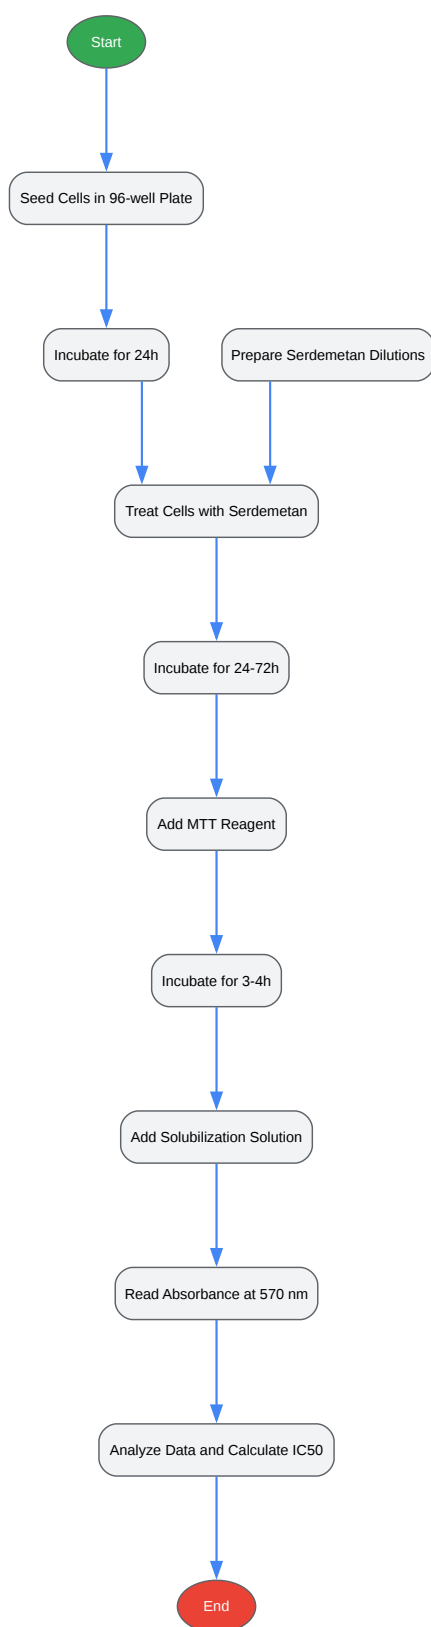 Start
Seed Cells in 96-well Plate
Incubate for 24h
Prepare Serdemetan Dilutions
Treat Cells with Serdemetan
Incubate for 24-72h
Add MTT Reagent
Incubate for 3-4h
Add Solubilization Solution
Read Absorbance at 570 nm
Analyze Data and Calculate IC50
End